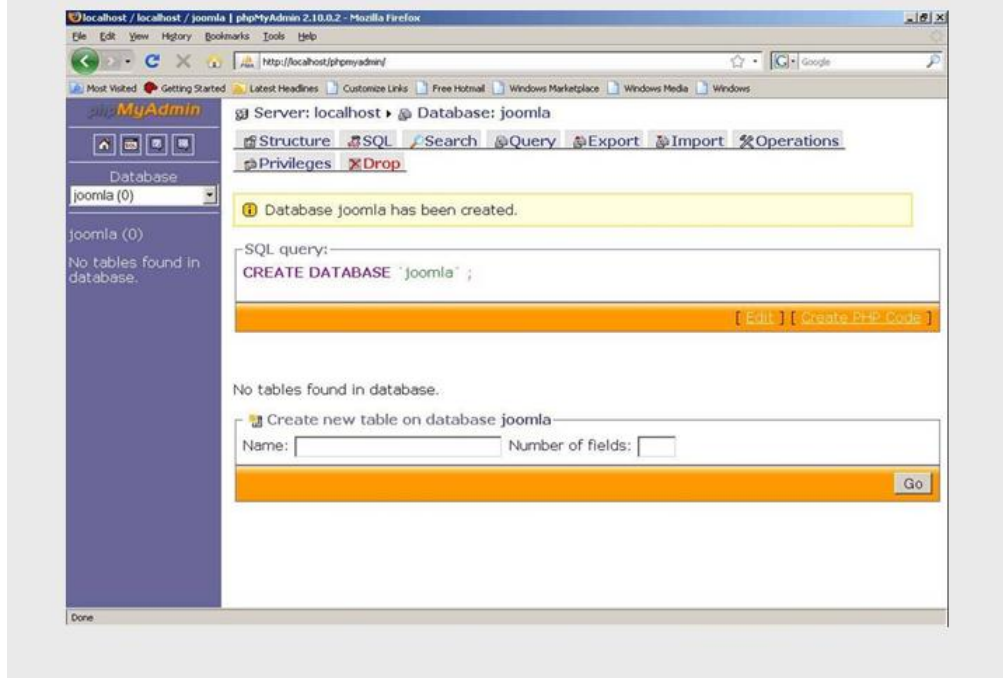 localhost / localhost / joomla | phpMyAdmin 2.10.0.2 - Mozilla Firefox
File Edit View History Bookmarks Tools Help
http://localhost/phpmyadmin/
G Google
Most Visited Getting Started Latest Headlines Customize Links Free Hotmail Windows Marketplace Windows Media Windows
phpMyAdmin
Database
joomla (0)
joomla (0)
No tables found in
database.
Server: localhost Database: joomla
Structure SQL Search Query Export Import Operations
Privileges Drop
Database joomla has been created.
SQL query:
CREATE DATABASE `joomla` ;
[ Edit ] [ Create PHP Code ]
No tables found in database.
Create new table on database joomla
Name: Number of fields:
Go
Done